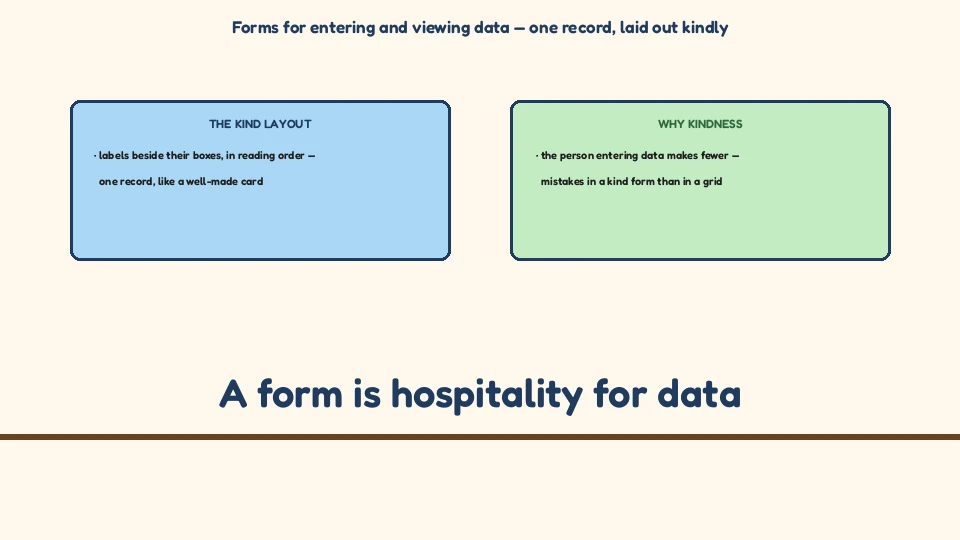 Forms for entering and viewing data — one record, laid out kindly
THE KIND LAYOUT
· labels beside their boxes, in reading order —
one record, like a well-made card
WHY KINDNESS
· the person entering data makes fewer —
mistakes in a kind form than in a grid
A form is hospitality for data